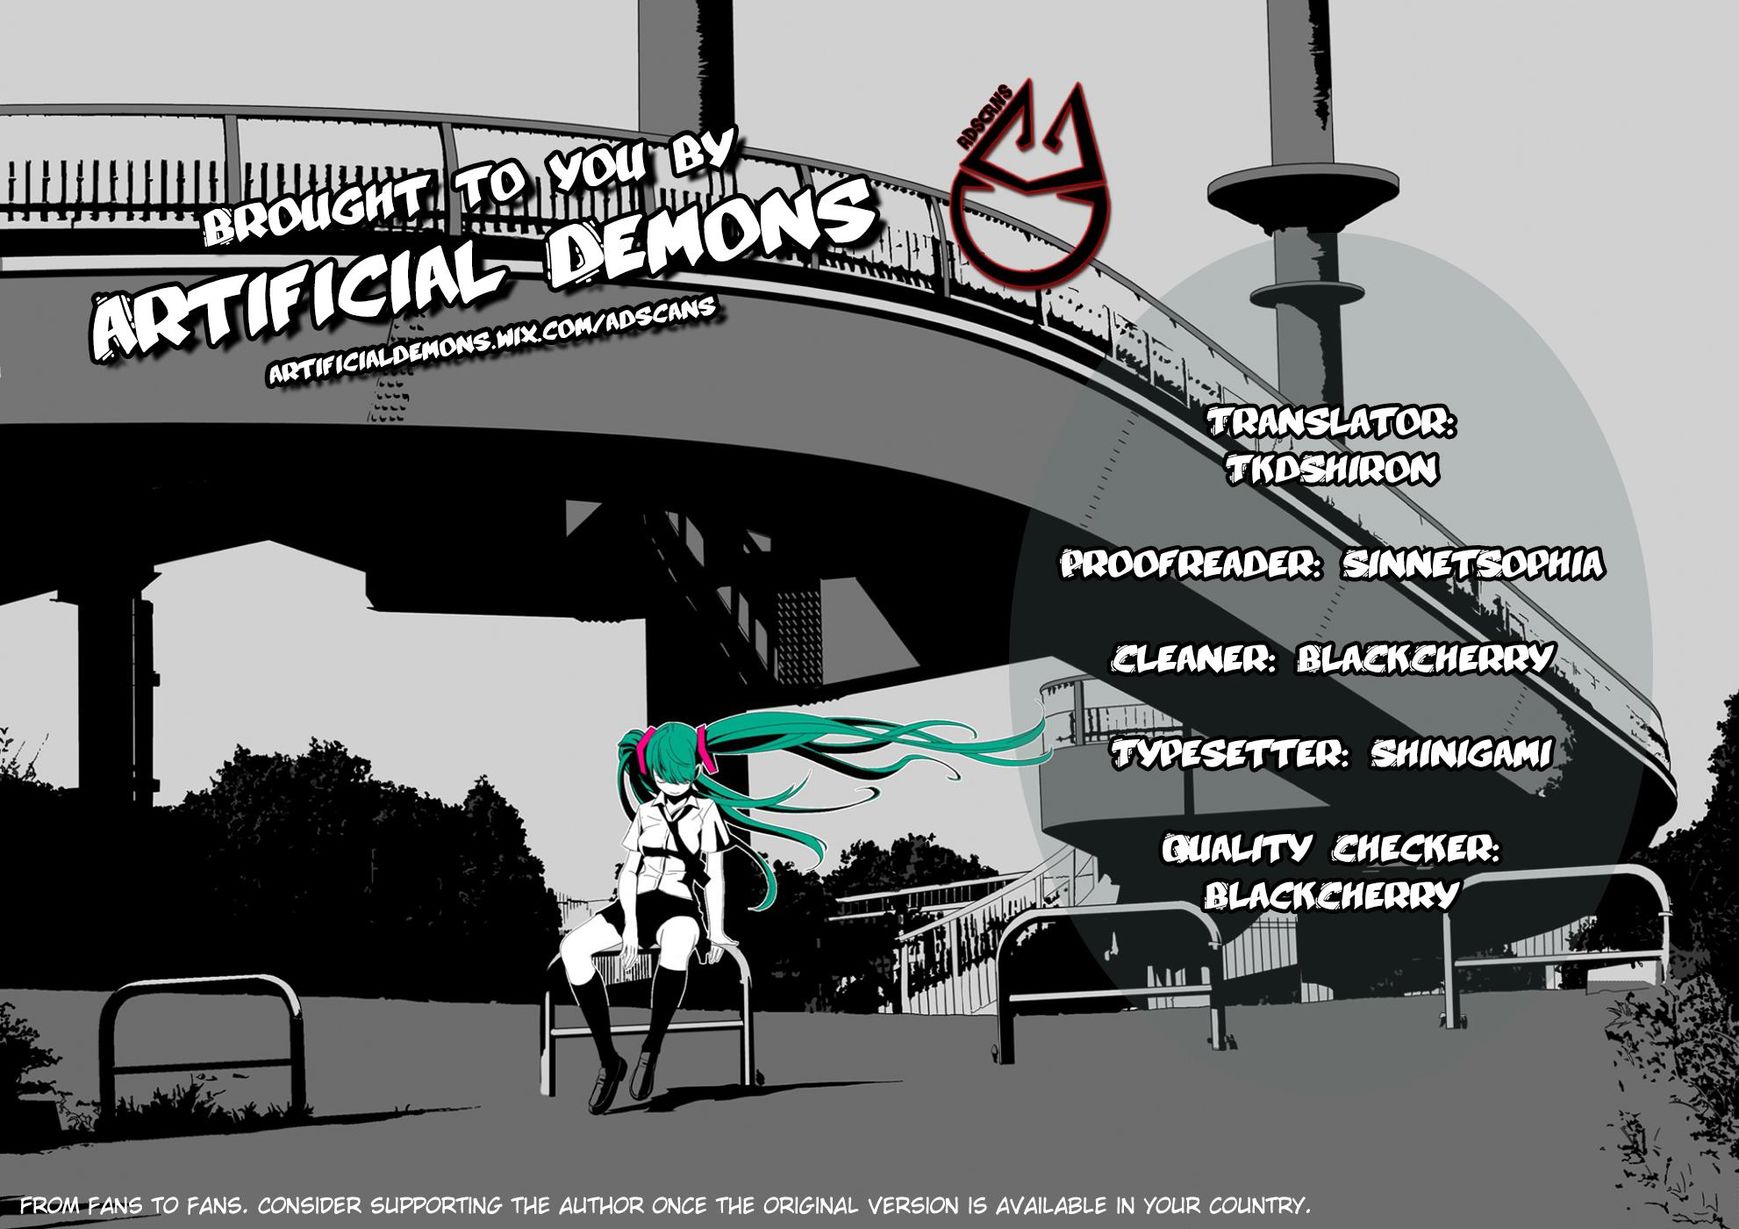 BROUGHT TO YOU BY
ARTIFICIAL DEMONS
ARTIFICIALDEMONS.WIX.COM/ADSCANS
ADSCANS
TRANSLATOR:
TKDSHIRON
PROOFREADER: SINNETSOPHIA
CLEANER: BLACKCHERRY
TYPESETTER: SHINIGAMI
QUALITY CHECKER:
BLACKCHERRY
FROM FANS TO FANS. CONSIDER SUPPORTING THE AUTHOR ONCE THE ORIGINAL VERSION IS AVAILABLE IN YOUR COUNTRY.